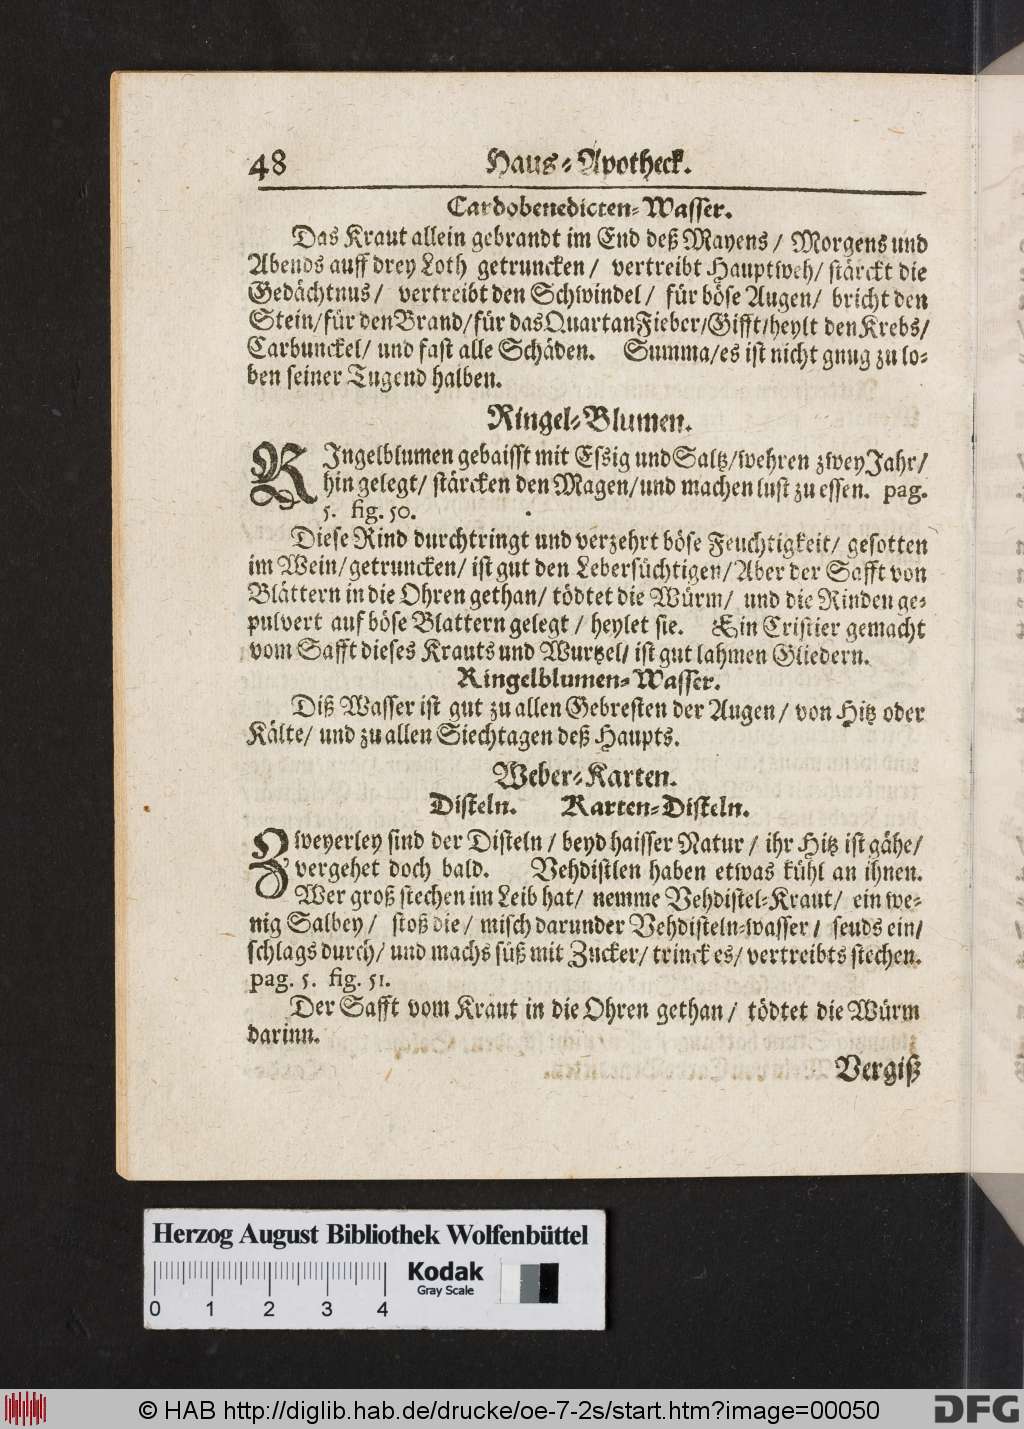 48 Haus-Apotheck.
Cardobenedicten-Wasser.
Das Kraut allein gebrandt im End deß Mayens / Morgens und
Abends auff drey Loth getruncken / vertreibt Hauptweh/ stärckt die
Gedächtnus / vertreibt den Schwindel / für böse Augen / bricht den
Stein/für den Brand/für das Quartan Fieber/Gifft/heylt den Krebs/
Carbunckel/ und fast alle Schäden. Summa/es ist nicht gnug zu lo-
ben seiner Tugend halben.
Ringel-Blumen.
RIngelblumen gebaisst mit Essig und Saltz/wehren zwey Jahr/
hin gelegt/ stärcken den Magen/und machen lust zu essen. pag.
5. fig. 50.
Diese Rind durchtringt und verzehrt böse Feuchtigkeit/ gesotten
im Wein/getruncken/ ist gut den Lebersüchtigen/Aber der Safft von
Blättern in die Ohren gethan/ tödtet die Würm/ und die Rinden ge-
pulvert auf böse Blattern gelegt / heylet sie. Ein Cristier gemacht
vom Safft dieses Krauts und Wurtzel/ ist gut lahmen Gliedern.
Ringelblumen-Wasser.
Diß Wasser ist gut zu allen Gebresten der Augen/ von Hitz oder
Kälte/ und zu allen Siechtagen deß Haupts.
Weber-Karten.
Disteln. Karten-Disteln.
Zweyerley sind der Disteln / beyd haisser Natur / ihr Hitz ist gähe/
vergehet doch bald. Vehdistlen haben etwas kühl an ihnen.
Wer groß stechen im Leib hat/ nemme Vehdistel-Kraut/ ein we-
nig Salbey / stoß die/ misch darunder Vehdisteln-wasser / seuds ein/
schlags durch/ und machs süß mit Zucker/ trinck es/ vertreibts stechen.
pag. 5. fig. 51.
Der Safft vom Kraut in die Ohren gethan / tödtet die Würm
darinn.
Vergiß
Herzog August Bibliothek Wolfenbüttel
Kodak
Gray Scale
0 1 2 3 4
© HAB http://diglib.hab.de/drucke/oe-7-2s/start.htm?image=00050
DFG